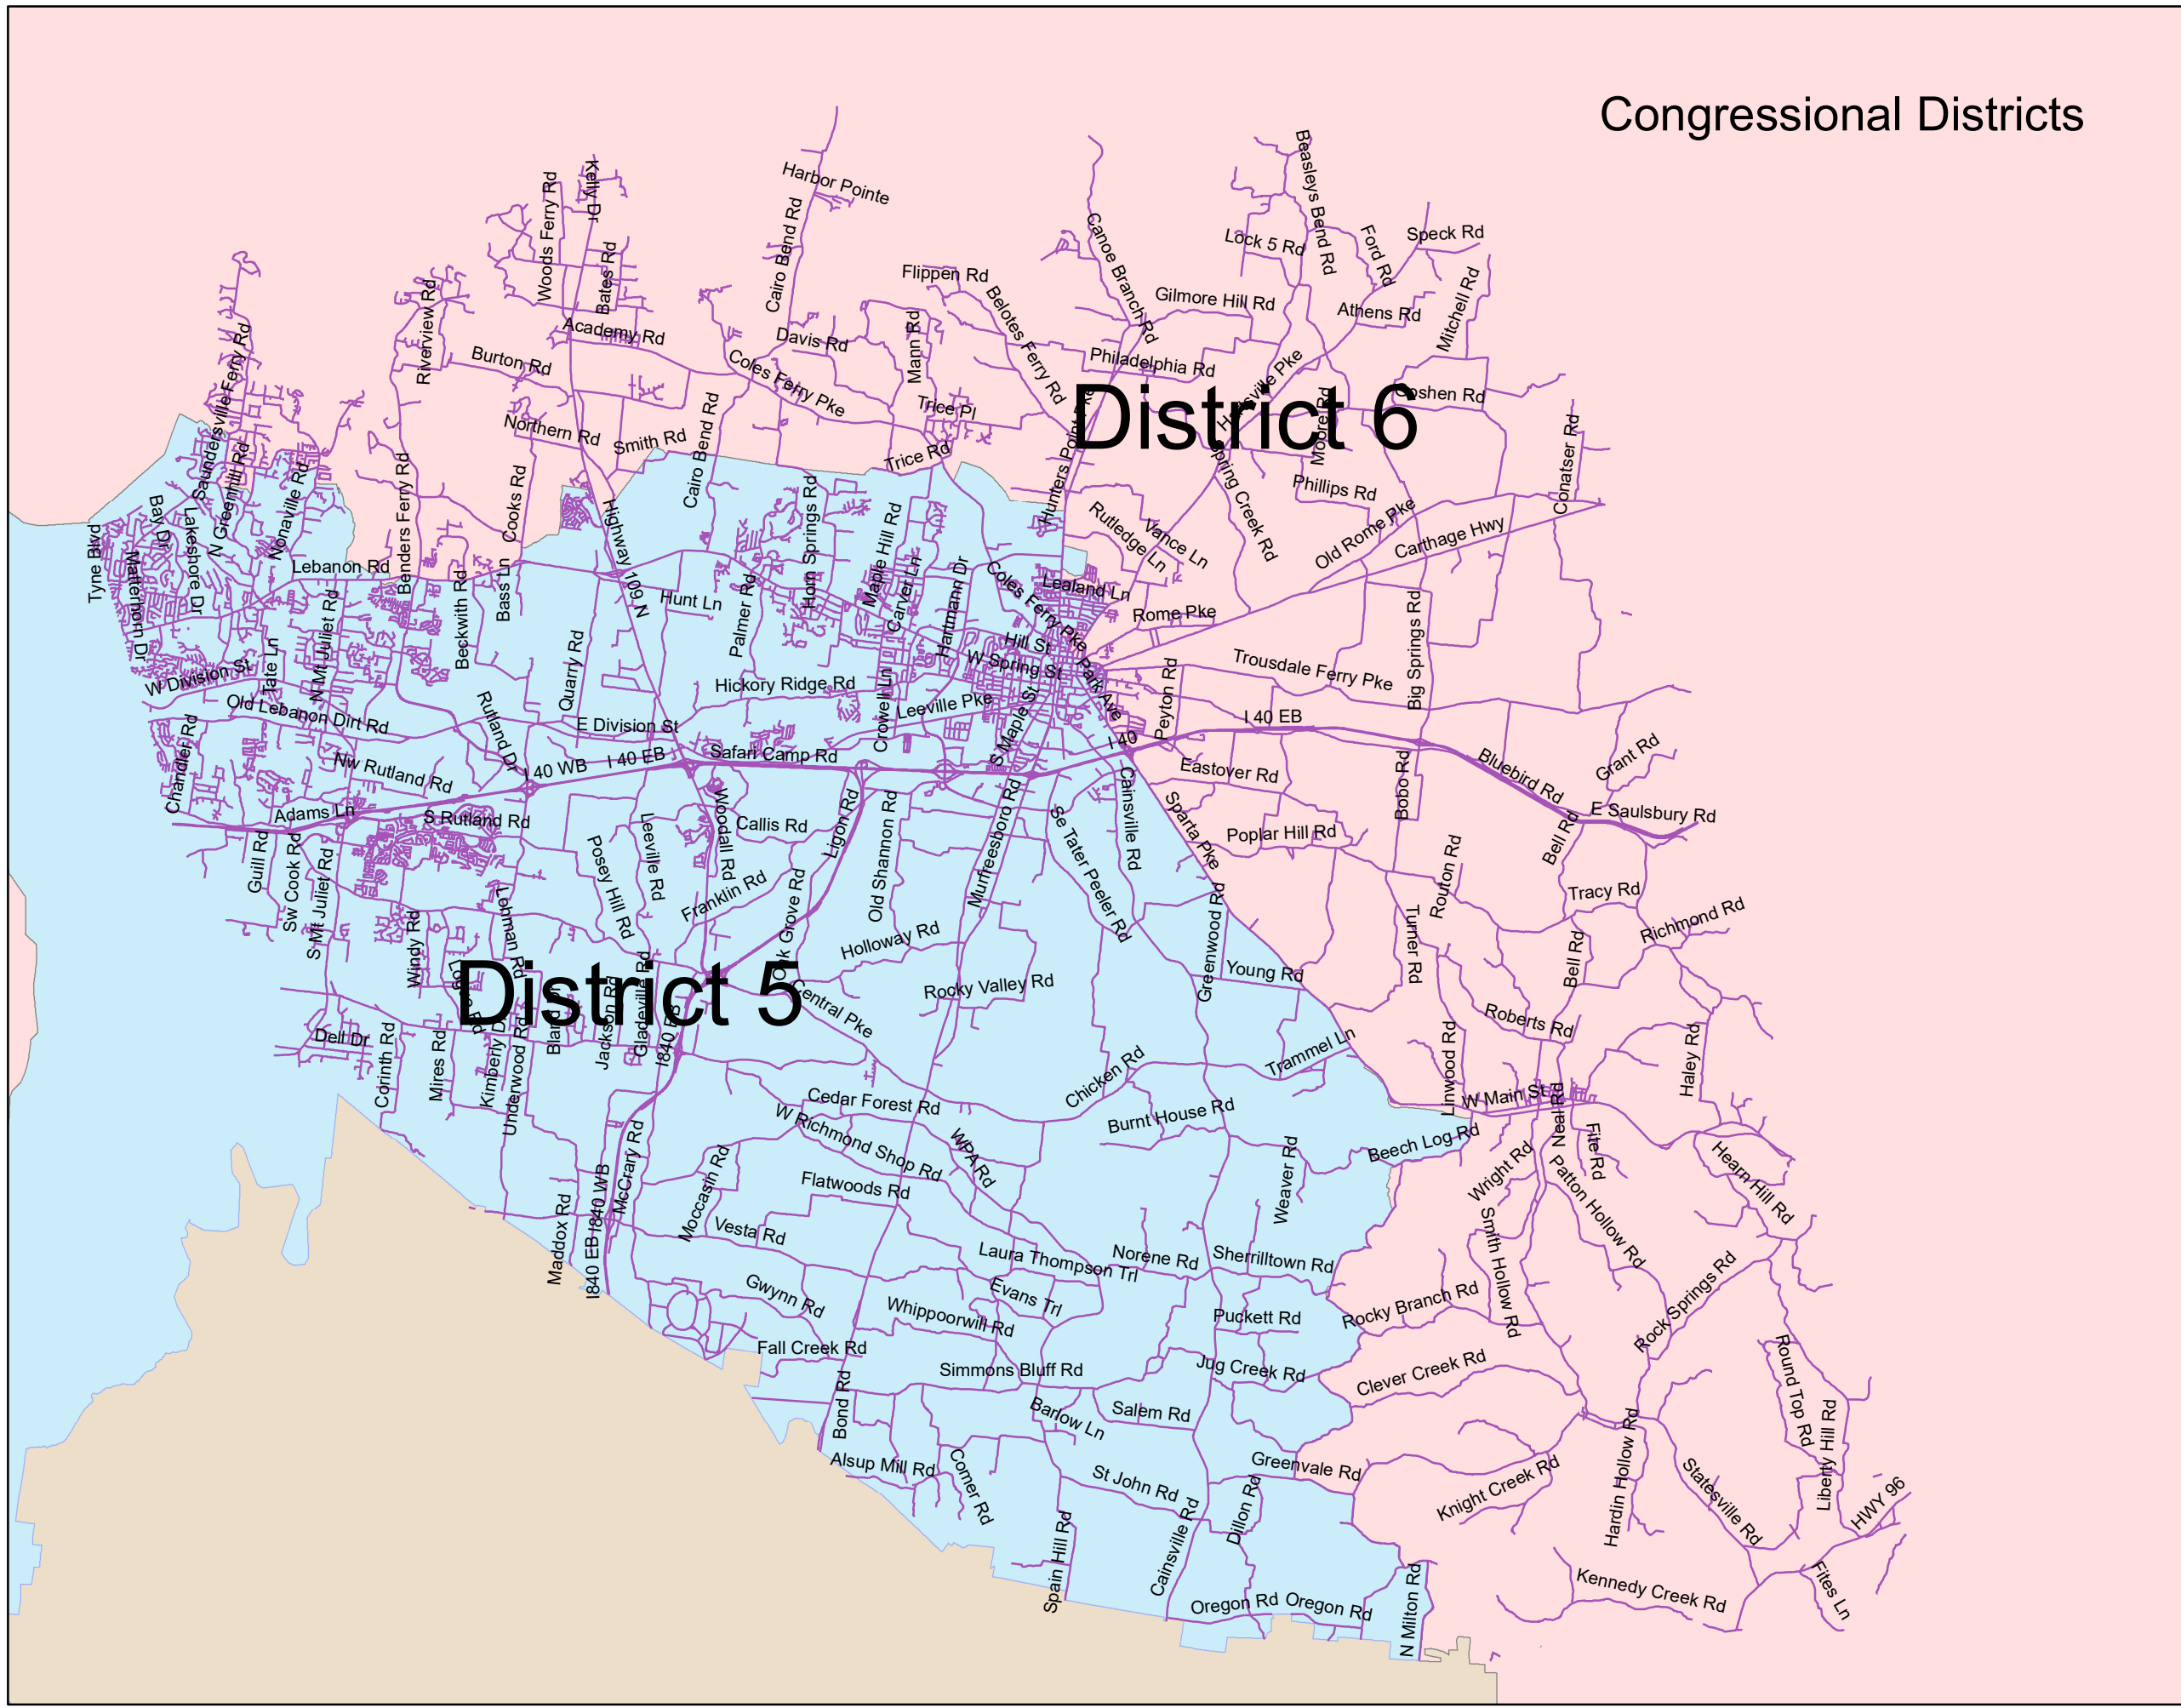 Congressional Districts
Kelly Dr
Woods Ferry Rd
Harbor Pointe
Beasleys Bend Rd
Cairo Bend Rd
Canoe Branch Rd
Lock 5 Rd
Ford Rd
Speck Rd
Bates Rd
Flippen Rd
Belotes Ferry Rd
Gilmore Hill Rd
Athens Rd
Mitchell Rd
Riverview Rd
Academy Rd
Burton Rd
Davis Rd
Mann Rd
Coles Ferry Pke
Philadelphia Rd
Hartsville Pke
Saundersville Ferry Rd
Trice Pl
District 6
Moore Rd
Goshen Rd
Northern Rd
Smith Rd
Cairo Bend Rd
Trice Rd
Hunters Point Pke
Spring Creek Rd
Phillips Rd
Conatser Rd
N Greenhill Rd
Nonaville Rd
Benders Ferry Rd
Cooks Rd
Highway 109 N
Horn Springs Rd
Maple Hill Rd
Rutledge Ln
Vance Ln
Old Rome Pke
Carthage Hwy
Tyne Blvd
Bay Dr
Lakeshore Dr
Matterhorn Dr
Lebanon Rd
Beckwith Rd
Bass Ln
Hunt Ln
Palmer Rd
Carver Ln
Hartmann Dr
Coles Ferry Pke
Lealand Ln
Rome Pke
Big Springs Rd
W Division St
Tate Ln
N Mt Juliet Rd
Quarry Rd
Hickory Ridge Rd
Crowell Ln
Hill St
W Spring St
Park Ave
Peyton Rd
Trousdale Ferry Pke
Old Lebanon Dirt Rd
Rutland Dr
E Division St
Leeville Pke
S Maple St
I 40
I 40 EB
Chandler Rd
Nw Rutland Rd
I 40 WB
I 40 EB
Safari Camp Rd
Eastover Rd
Bobo Rd
Bluebird Rd
Grant Rd
E Saulsbury Rd
Adams Ln
S Rutland Rd
Woodall Rd
Callis Rd
Ligon Rd
Old Shannon Rd
Murfreesboro Rd
Se Tater Peeler Rd
Cainsville Rd
Sparta Pke
Poplar Hill Rd
Bell Rd
Guill Rd
Sw Cook Rd
S Mt Juliet Rd
Posey Hill Rd
Leeville Rd
Franklin Rd
Routon Rd
Tracy Rd
Windy Rd
Lohman Rd
Oak Grove Rd
Holloway Rd
Greenwood Rd
Turner Rd
Bell Rd
Richmond Rd
District 5
Jackson Rd
Gladeville Rd
I840 EB
Central Pke
Rocky Valley Rd
Young Rd
Roberts Rd
Dell Dr
Corinth Rd
Mires Rd
Kimberly Dr
Underwood Rd
Chicken Rd
Trammel Ln
Linwood Rd
Haley Rd
Cedar Forest Rd
W Richmond Shop Rd
Burnt House Rd
W Main St
Neal Rd
Fite Rd
Beech Log Rd
McCrary Rd
Moccasin Rd
Flatwoods Rd
WPA Rd
Weaver Rd
Wright Rd
Patton Hollow Rd
Hearn Hill Rd
Maddox Rd
I840 EB
I840 WB
Vesta Rd
Laura Thompson Trl
Norene Rd
Sherrilltown Rd
Smith Hollow Rd
Gwynn Rd
Evans Trl
Whippoorwill Rd
Puckett Rd
Rocky Branch Rd
Rock Springs Rd
Fall Creek Rd
Simmons Bluff Rd
Jug Creek Rd
Clever Creek Rd
Round Top Rd
Bond Rd
Barlow Ln
Salem Rd
Liberty Hill Rd
Alsup Mill Rd
Comer Rd
St John Rd
Greenvale Rd
Knight Creek Rd
Hardin Hollow Rd
Statesville Rd
HWY 96
Spain Hill Rd
Cainsville Rd
Dillon Rd
Oregon Rd
Oregon Rd
N Milton Rd
Kennedy Creek Rd
Fites Ln